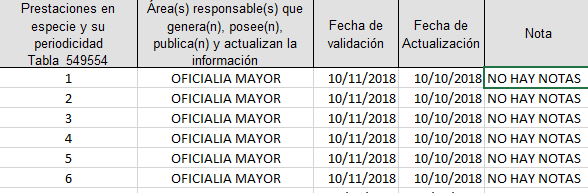 Prestaciones en
especie y su
periodicidad
Tabla_549554
Área(s) responsable(s) que
genera(n), posee(n),
publica(n) y actualizan la
información
Fecha de
validación
Fecha de
Actualización
Nota
1 OFICIALIA MAYOR 10/11/2018 10/10/2018 NO HAY NOTAS
2 OFICIALIA MAYOR 10/11/2018 10/10/2018 NO HAY NOTAS
3 OFICIALIA MAYOR 10/11/2018 10/10/2018 NO HAY NOTAS
4 OFICIALIA MAYOR 10/11/2018 10/10/2018 NO HAY NOTAS
5 OFICIALIA MAYOR 10/11/2018 10/10/2018 NO HAY NOTAS
6 OFICIALIA MAYOR 10/11/2018 10/10/2018 NO HAY NOTAS